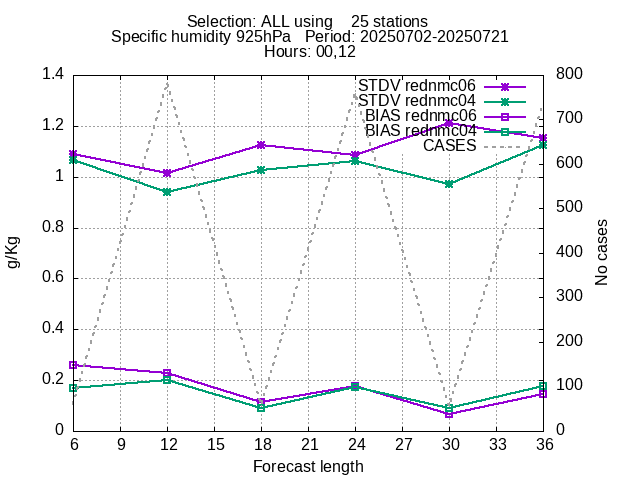 Selection: ALL using    25 stations
Specific humidity 925hPa   Period: 20250702-20250721
Hours: 00,12
STDV rednmc06
STDV rednmc04
BIAS rednmc06
BIAS rednmc04
CASES
g/Kg
1.4
1.2
1
0.8
0.6
0.4
0.2
0
No cases
800
700
600
500
400
300
200
100
0
6 9 12 15 18 21 24 27 30 33 36
Forecast length